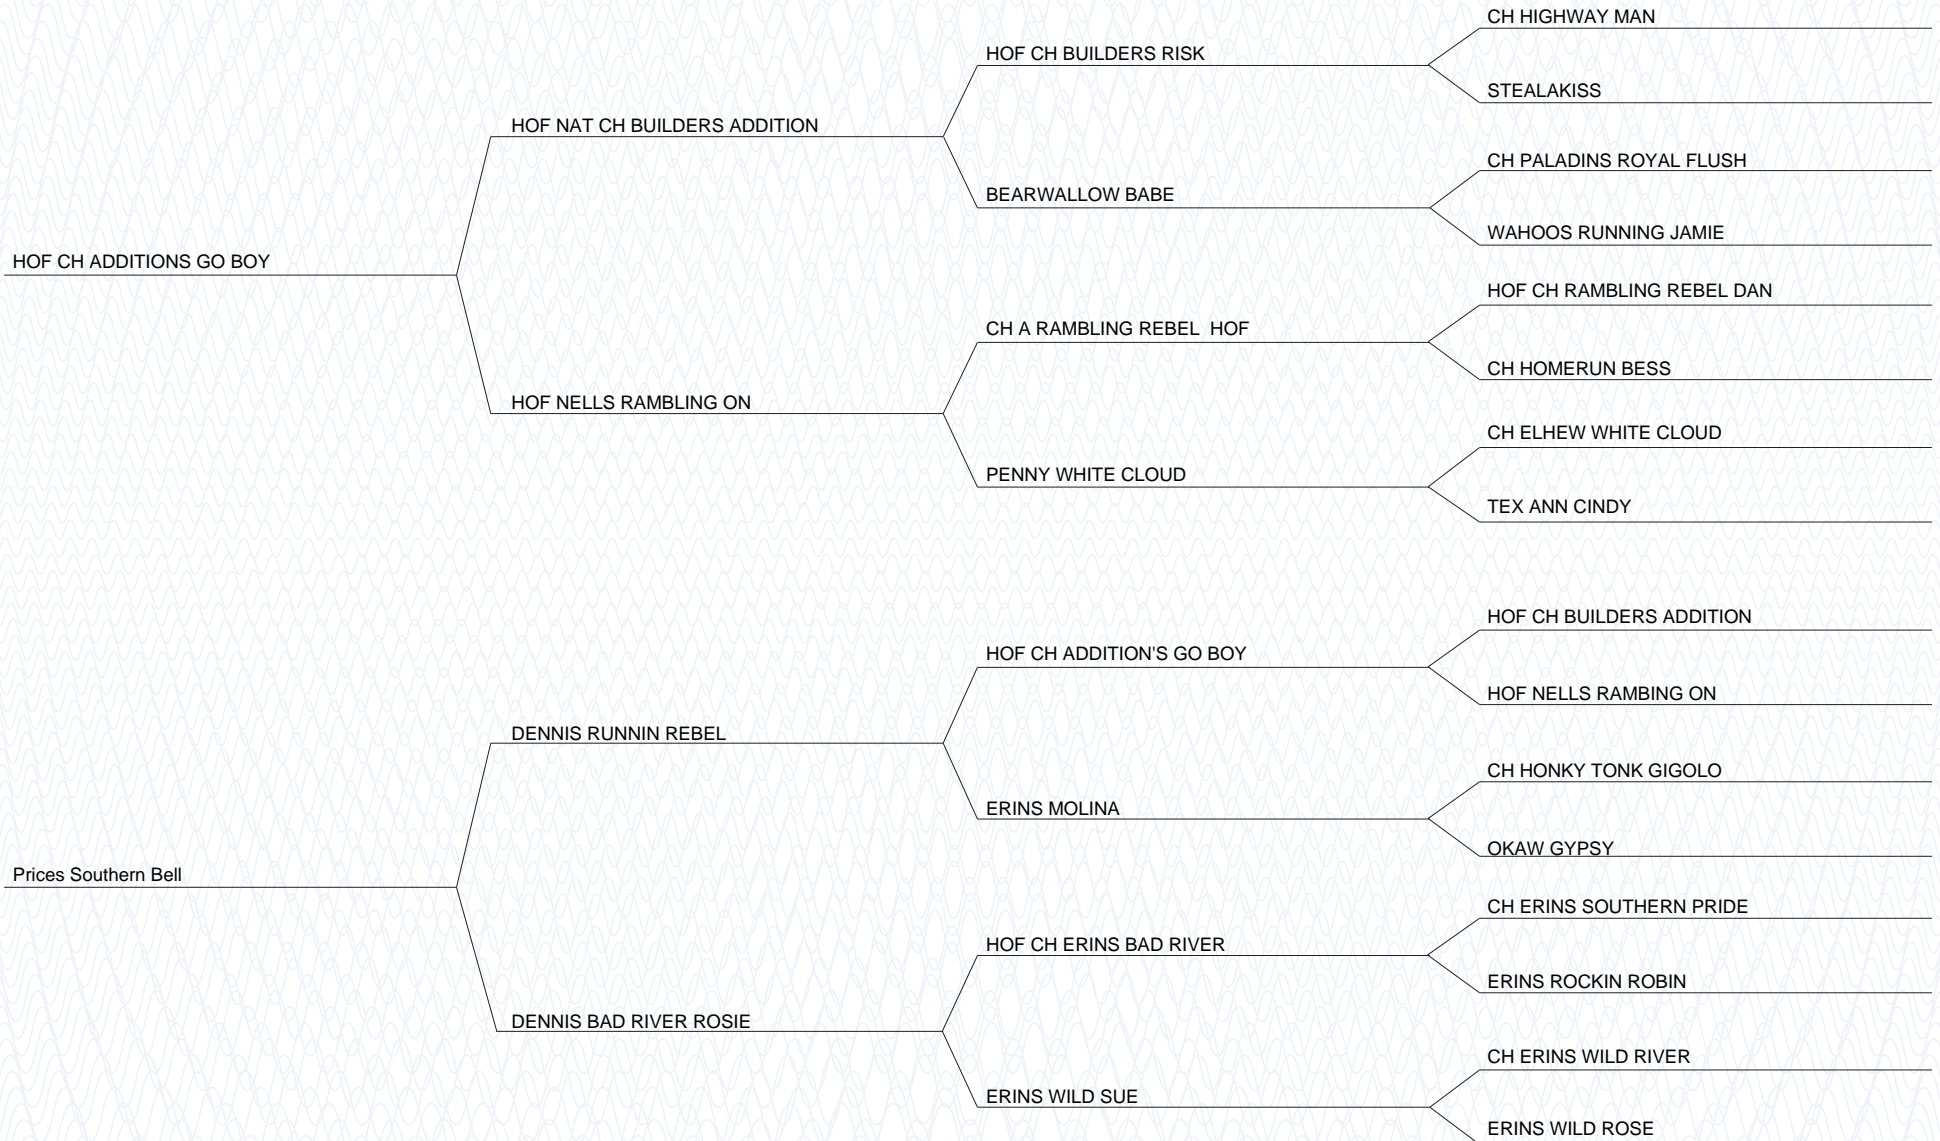 CH HIGHWAY MAN
HOF CH BUILDERS RISK
STEALAKISS
HOF NAT CH BUILDERS ADDITION
CH PALADINS ROYAL FLUSH
BEARWALLOW BABE
WAHOOS RUNNING JAMIE
HOF CH ADDITIONS GO BOY
HOF CH RAMBLING REBEL DAN
CH A RAMBLING REBEL  HOF
CH HOMERUN BESS
HOF NELLS RAMBLING ON
CH ELHEW WHITE CLOUD
PENNY WHITE CLOUD
TEX ANN CINDY
HOF CH BUILDERS ADDITION
HOF CH ADDITION'S GO BOY
HOF NELLS RAMBING ON
DENNIS RUNNIN REBEL
CH HONKY TONK GIGOLO
ERINS MOLINA
OKAW GYPSY
Prices Southern Bell
CH ERINS SOUTHERN PRIDE
HOF CH ERINS BAD RIVER
ERINS ROCKIN ROBIN
DENNIS BAD RIVER ROSIE
CH ERINS WILD RIVER
ERINS WILD SUE
ERINS WILD ROSE